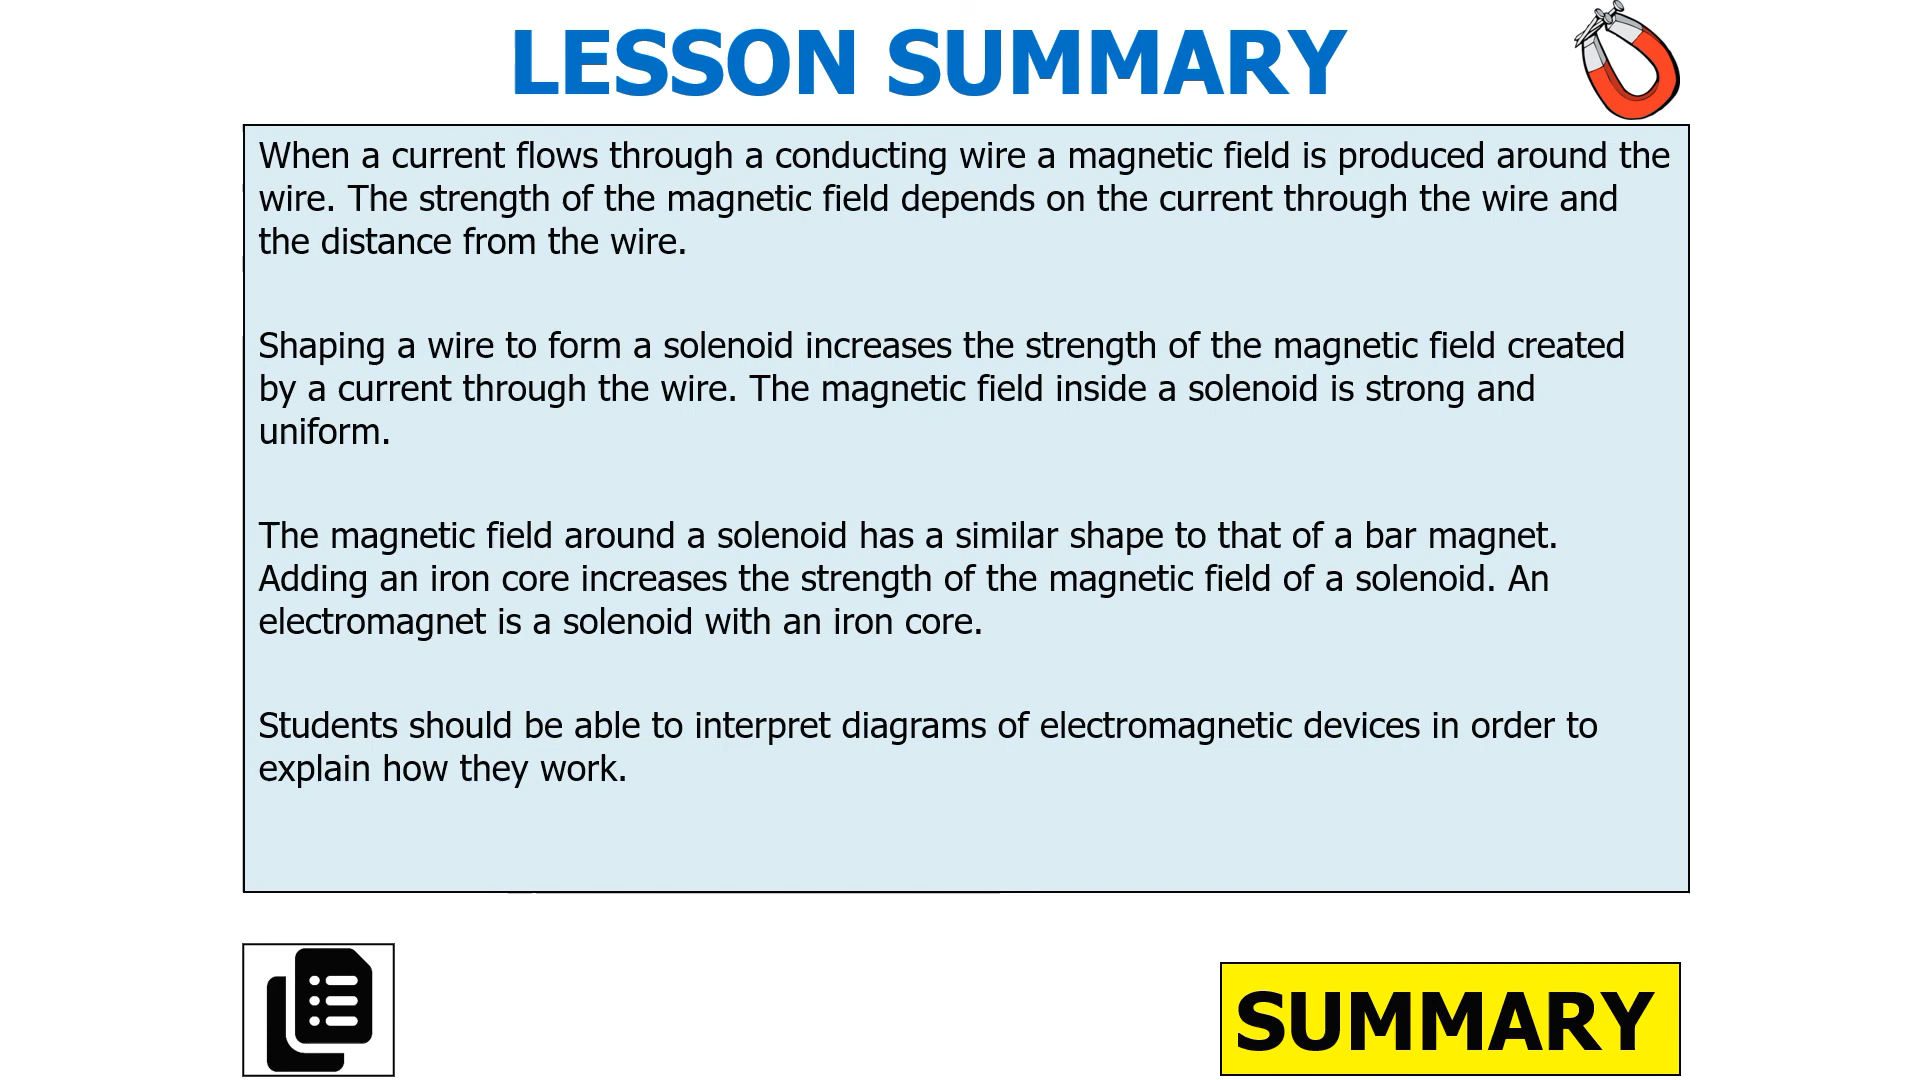 LESSON SUMMARY
When a current flows through a conducting wire a magnetic field is produced around the
wire. The strength of the magnetic field depends on the current through the wire and
the distance from the wire.
Shaping a wire to form a solenoid increases the strength of the magnetic field created
by a current through the wire. The magnetic field inside a solenoid is strong and
uniform.
The magnetic field around a solenoid has a similar shape to that of a bar magnet.
Adding an iron core increases the strength of the magnetic field of a solenoid. An
electromagnet is a solenoid with an iron core.
Students should be able to interpret diagrams of electromagnetic devices in order to
explain how they work.
SUMMARY